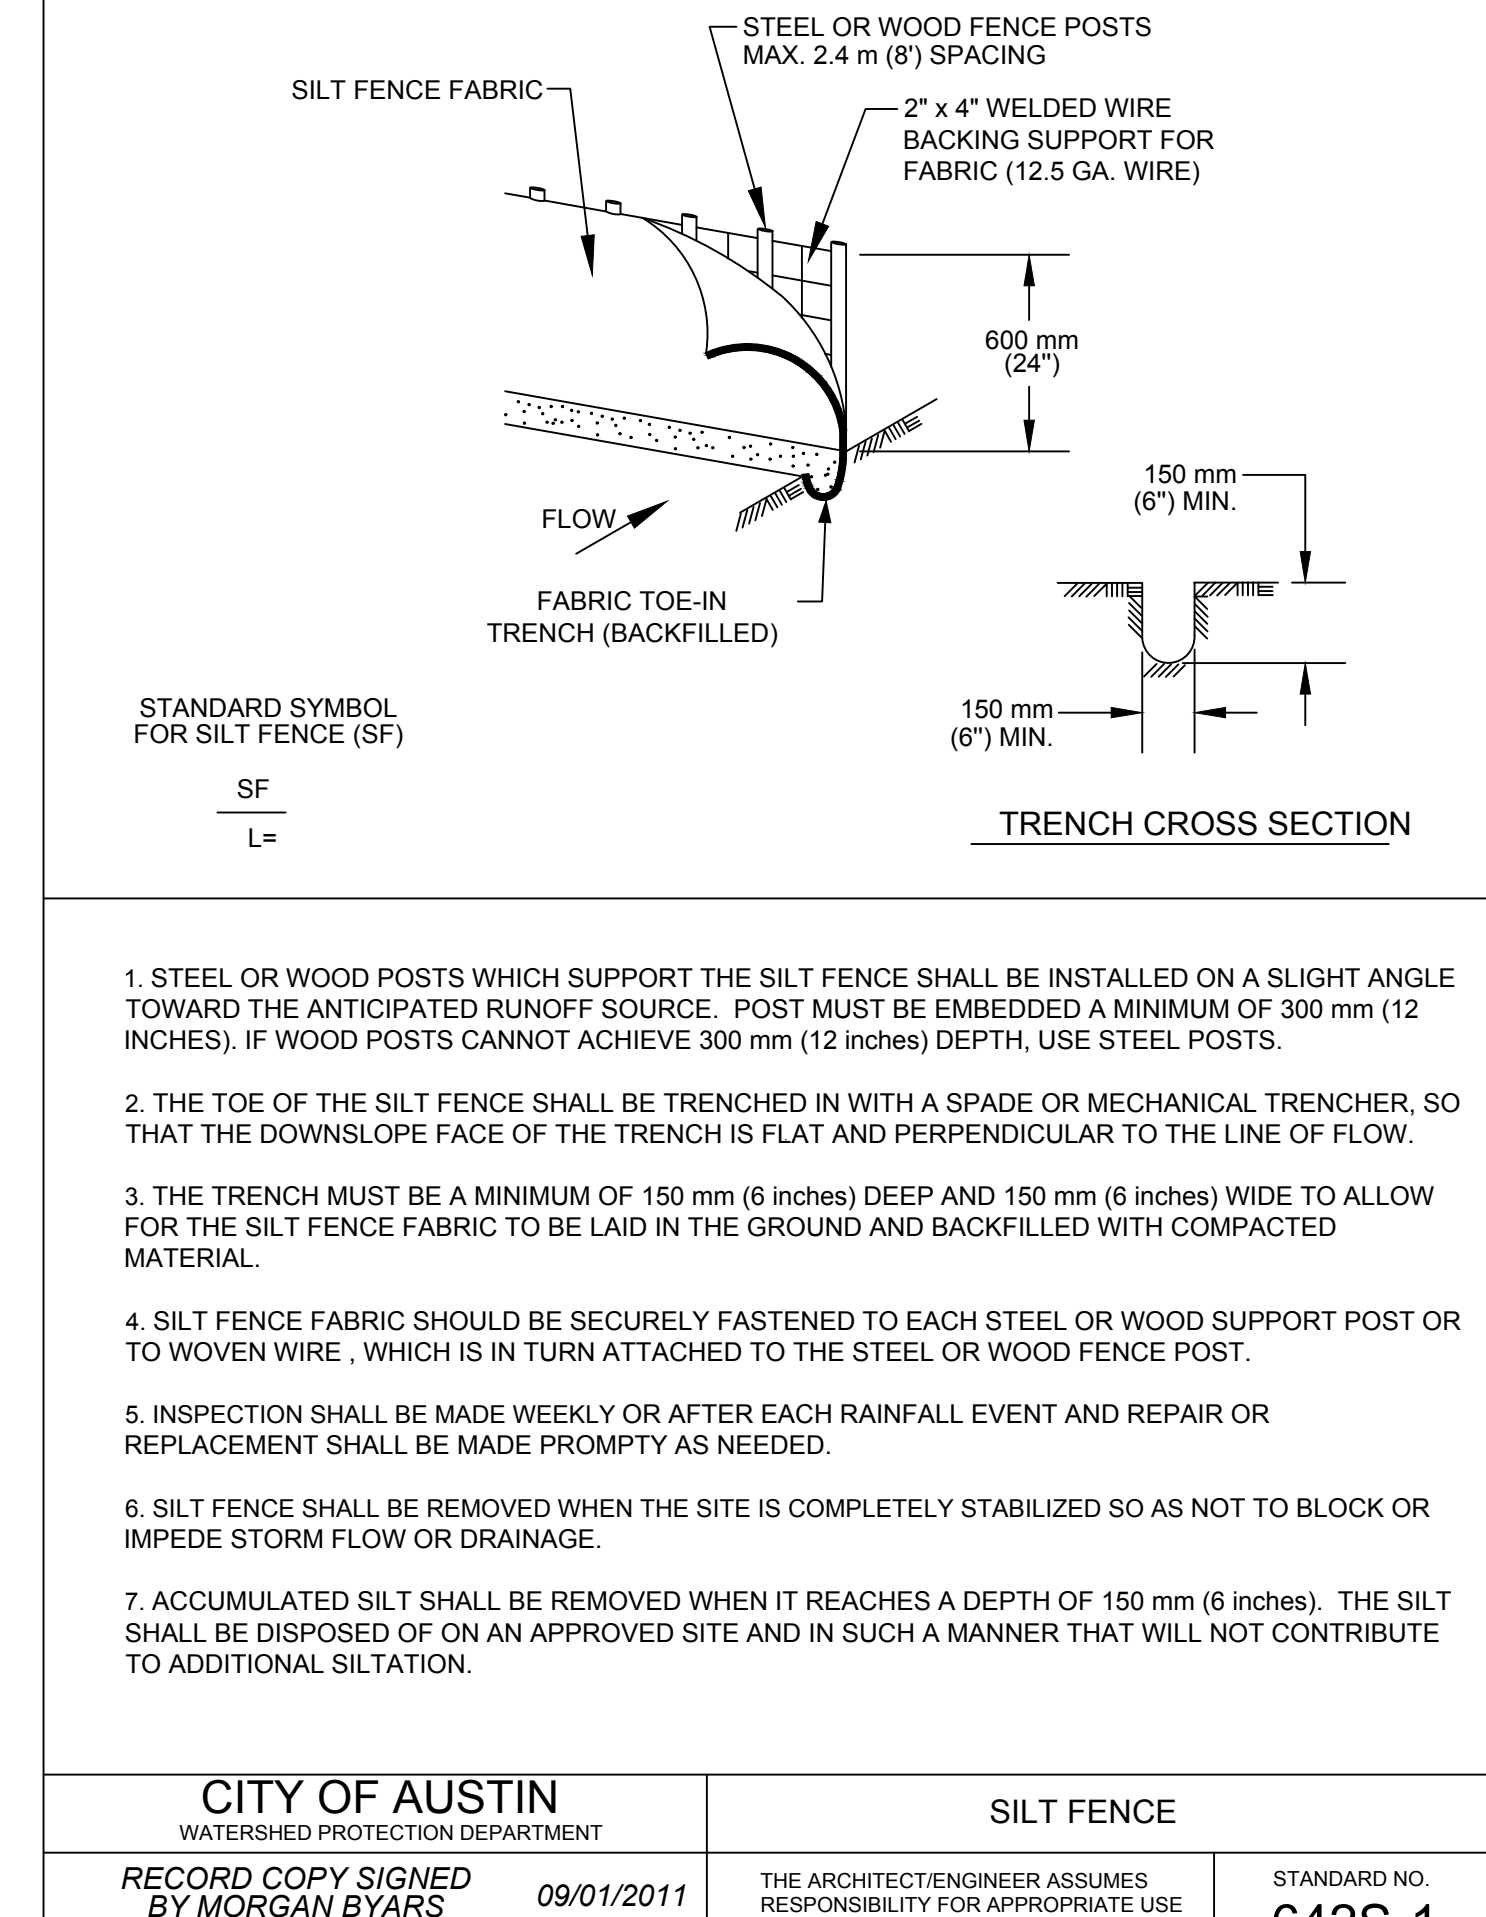 STEEL OR WOOD FENCE POSTS
MAX. 2.4 m (8') SPACING
SILT FENCE FABRIC
2" x 4" WELDED WIRE
BACKING SUPPORT FOR
FABRIC (12.5 GA. WIRE)
600 mm
(24")
150 mm
(6") MIN.
FLOW
FABRIC TOE-IN
TRENCH (BACKFILLED)
STANDARD SYMBOL
FOR SILT FENCE (SF)
150 mm
(6") MIN.
SF
L=
TRENCH CROSS SECTION
1. STEEL OR WOOD POSTS WHICH SUPPORT THE SILT FENCE SHALL BE INSTALLED ON A SLIGHT ANGLE
TOWARD THE ANTICIPATED RUNOFF SOURCE. POST MUST BE EMBEDDED A MINIMUM OF 300 mm (12
INCHES). IF WOOD POSTS CANNOT ACHIEVE 300 mm (12 inches) DEPTH, USE STEEL POSTS.
2. THE TOE OF THE SILT FENCE SHALL BE TRENCHED IN WITH A SPADE OR MECHANICAL TRENCHER, SO
THAT THE DOWNSLOPE FACE OF THE TRENCH IS FLAT AND PERPENDICULAR TO THE LINE OF FLOW.
3. THE TRENCH MUST BE A MINIMUM OF 150 mm (6 inches) DEEP AND 150 mm (6 inches) WIDE TO ALLOW
FOR THE SILT FENCE FABRIC TO BE LAID IN THE GROUND AND BACKFILLED WITH COMPACTED
MATERIAL.
4. SILT FENCE FABRIC SHOULD BE SECURELY FASTENED TO EACH STEEL OR WOOD SUPPORT POST OR
TO WOVEN WIRE , WHICH IS IN TURN ATTACHED TO THE STEEL OR WOOD FENCE POST.
5. INSPECTION SHALL BE MADE WEEKLY OR AFTER EACH RAINFALL EVENT AND REPAIR OR
REPLACEMENT SHALL BE MADE PROMPTY AS NEEDED.
6. SILT FENCE SHALL BE REMOVED WHEN THE SITE IS COMPLETELY STABILIZED SO AS NOT TO BLOCK OR
IMPEDE STORM FLOW OR DRAINAGE.
7. ACCUMULATED SILT SHALL BE REMOVED WHEN IT REACHES A DEPTH OF 150 mm (6 inches). THE SILT
SHALL BE DISPOSED OF ON AN APPROVED SITE AND IN SUCH A MANNER THAT WILL NOT CONTRIBUTE
TO ADDITIONAL SILTATION.
CITY OF AUSTIN
WATERSHED PROTECTION DEPARTMENT
SILT FENCE
RECORD COPY SIGNED
BY MORGAN BYARS
09/01/2011
THE ARCHITECT/ENGINEER ASSUMES
RESPONSIBILITY FOR APPROPRIATE USE
STANDARD NO.
642S-1